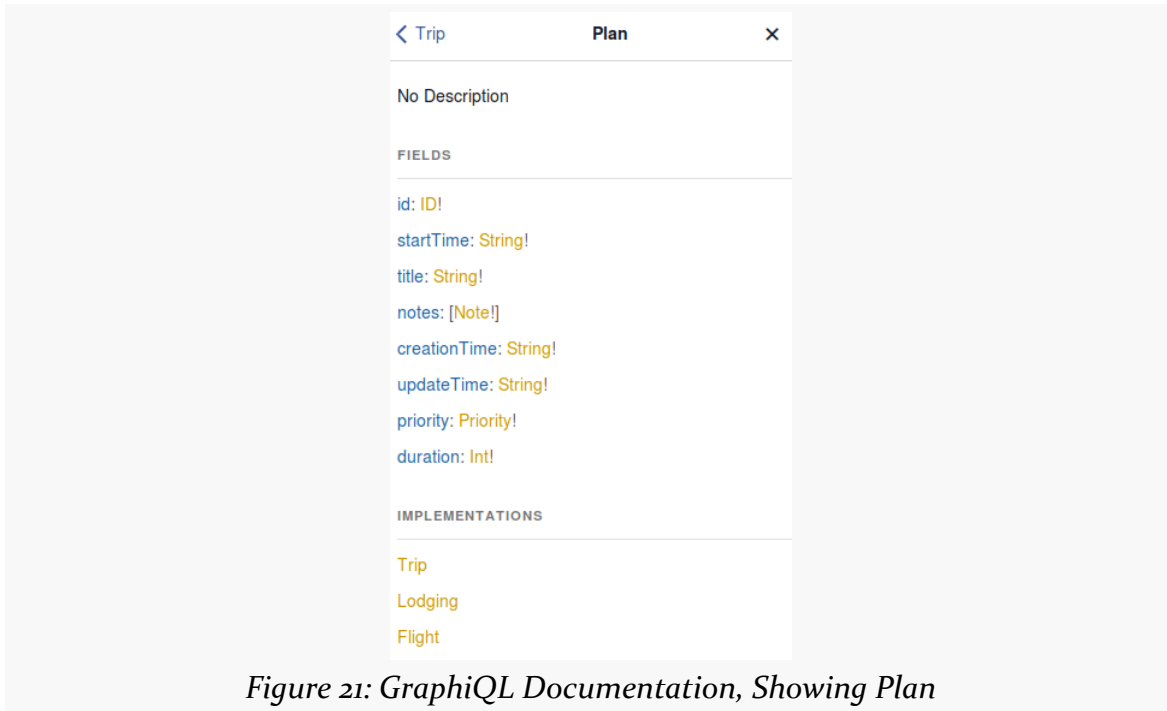 Trip Plan ×
No Description
FIELDS
id: ID!
startTime: String!
title: String!
notes: [Note!]
creationTime: String!
updateTime: String!
priority: Priority!
duration: Int!
IMPLEMENTATIONS
Trip
Lodging
Flight
Figure 21: GraphiQL Documentation, Showing Plan